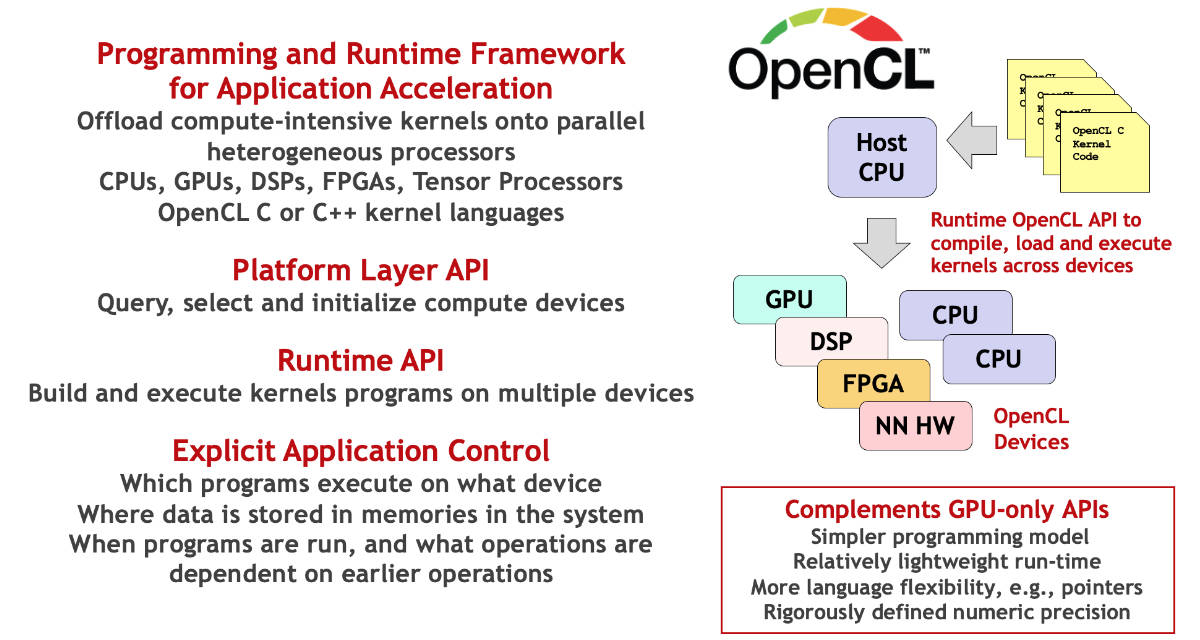 Programming and Runtime Framework
for Application Acceleration
Offload compute-intensive kernels onto parallel
heterogeneous processors
CPUs, GPUs, DSPs, FPGAs, Tensor Processors
OpenCL C or C++ kernel languages
Platform Layer API
Query, select and initialize compute devices
Runtime API
Build and execute kernels programs on multiple devices
Explicit Application Control
Which programs execute on what device
Where data is stored in memories in the system
When programs are run, and what operations are
dependent on earlier operations
OpenCL™
Host
CPU
OpenCL C
Kernel
Code
Runtime OpenCL API to
compile, load and execute
kernels across devices
GPU
DSP
FPGA
NN HW
CPU
CPU
OpenCL
Devices
Complements GPU-only APIs
Simpler programming model
Relatively lightweight run-time
More language flexibility, e.g., pointers
Rigorously defined numeric precision